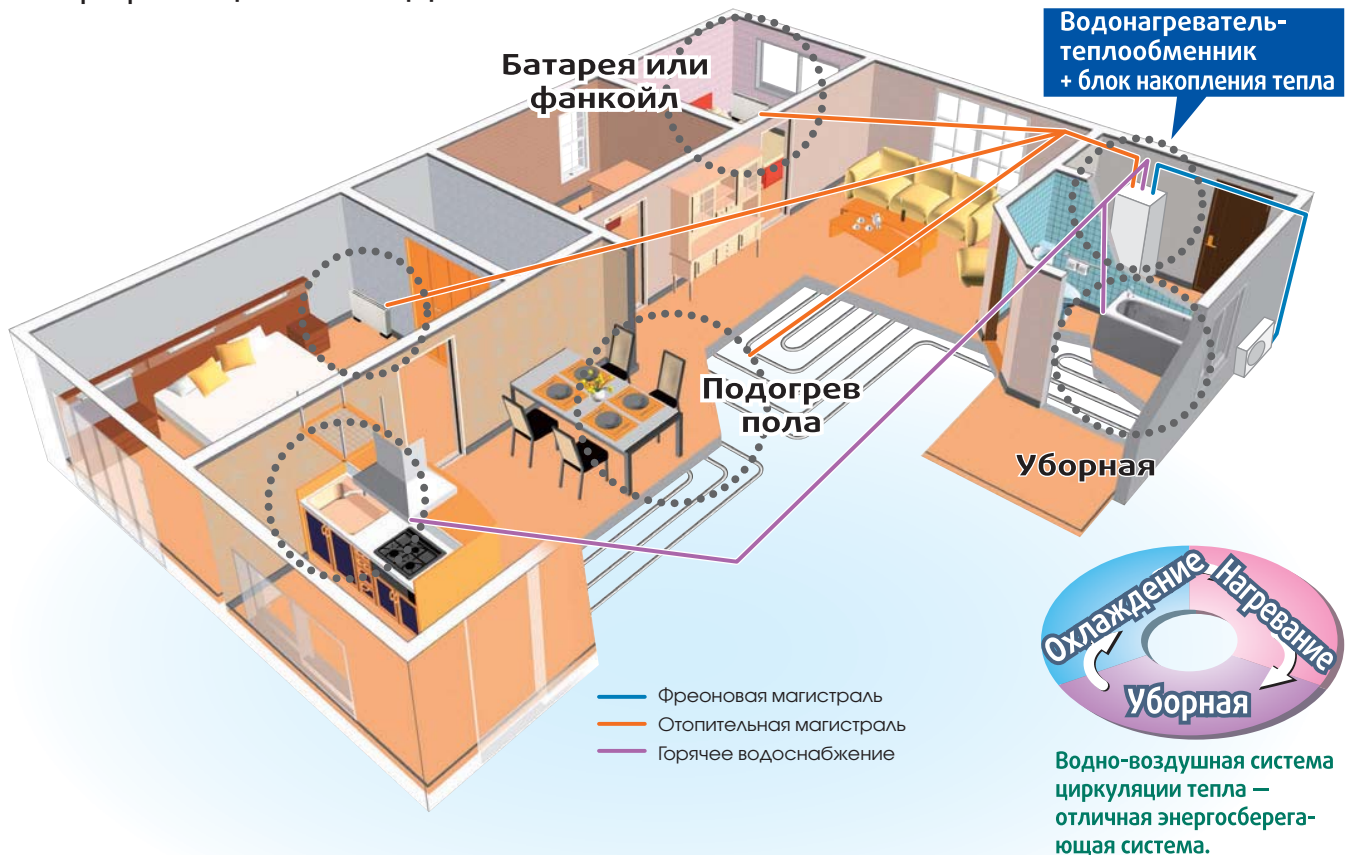 Водонагреватель-
теплообменник
+ блок накопления тепла
Батарея или
фанкойл
Подогрев
пола
Уборная
Фреоновая магистраль
Отопительная магистраль
Горячее водоснабжение
Охлаждение
Нагревание
Уборная
Водно-воздушная система
циркуляции тепла —
отличная энергосберега-
ющая система.